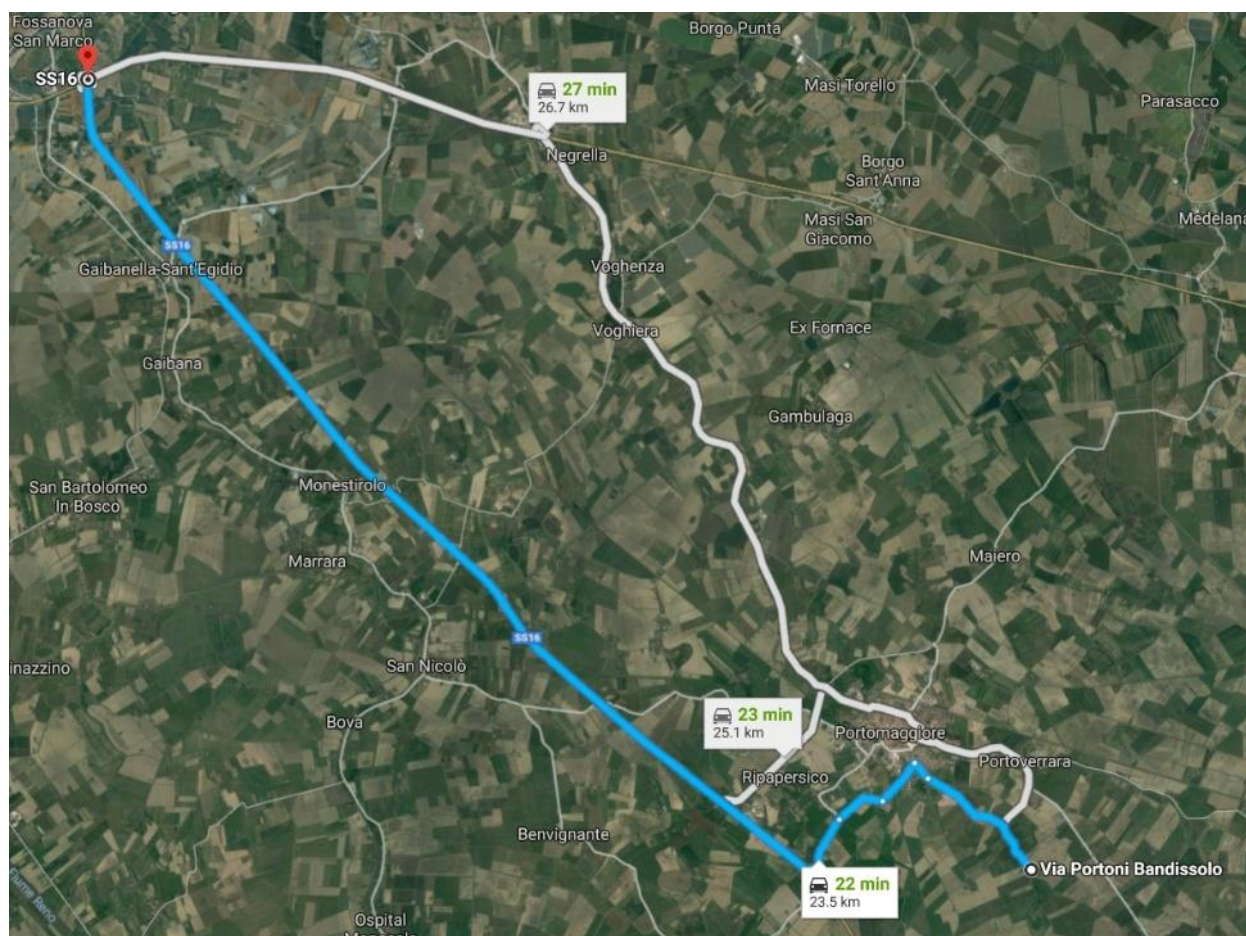 Fossanova
San Marco
Borgo Punta
SS16
27 min
26.7 km
Masi Torello
Parasacco
Negrella
Borgo
Sant'Anna
Masi San
Giacomo
Medelana
SS16
Gaibanella-Sant'Egidio
Voghenza
Voghiera
Ex Fornace
Gaibana
Gambulaga
San Bartolomeo
In Bosco
Monestirolo
Marrara
Maiero
SS16
inazzino
San Nicolò
Bova
23 min
25.1 km
Portomaggiore
Portoverrara
Ripapersico
Benvignante
Via Portoni Bandissolo
22 min
23.5 km
Fiume Reno
Ospital